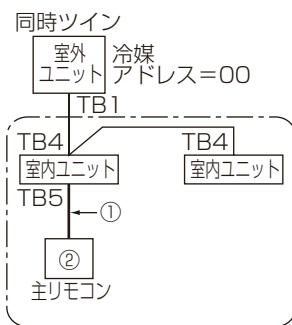 同時ツイン
室外
ユニット
冷媒
アドレス=00
TB1
TB4
TB4
室内ユニット
室内ユニット
TB5
①
②
主リモコン